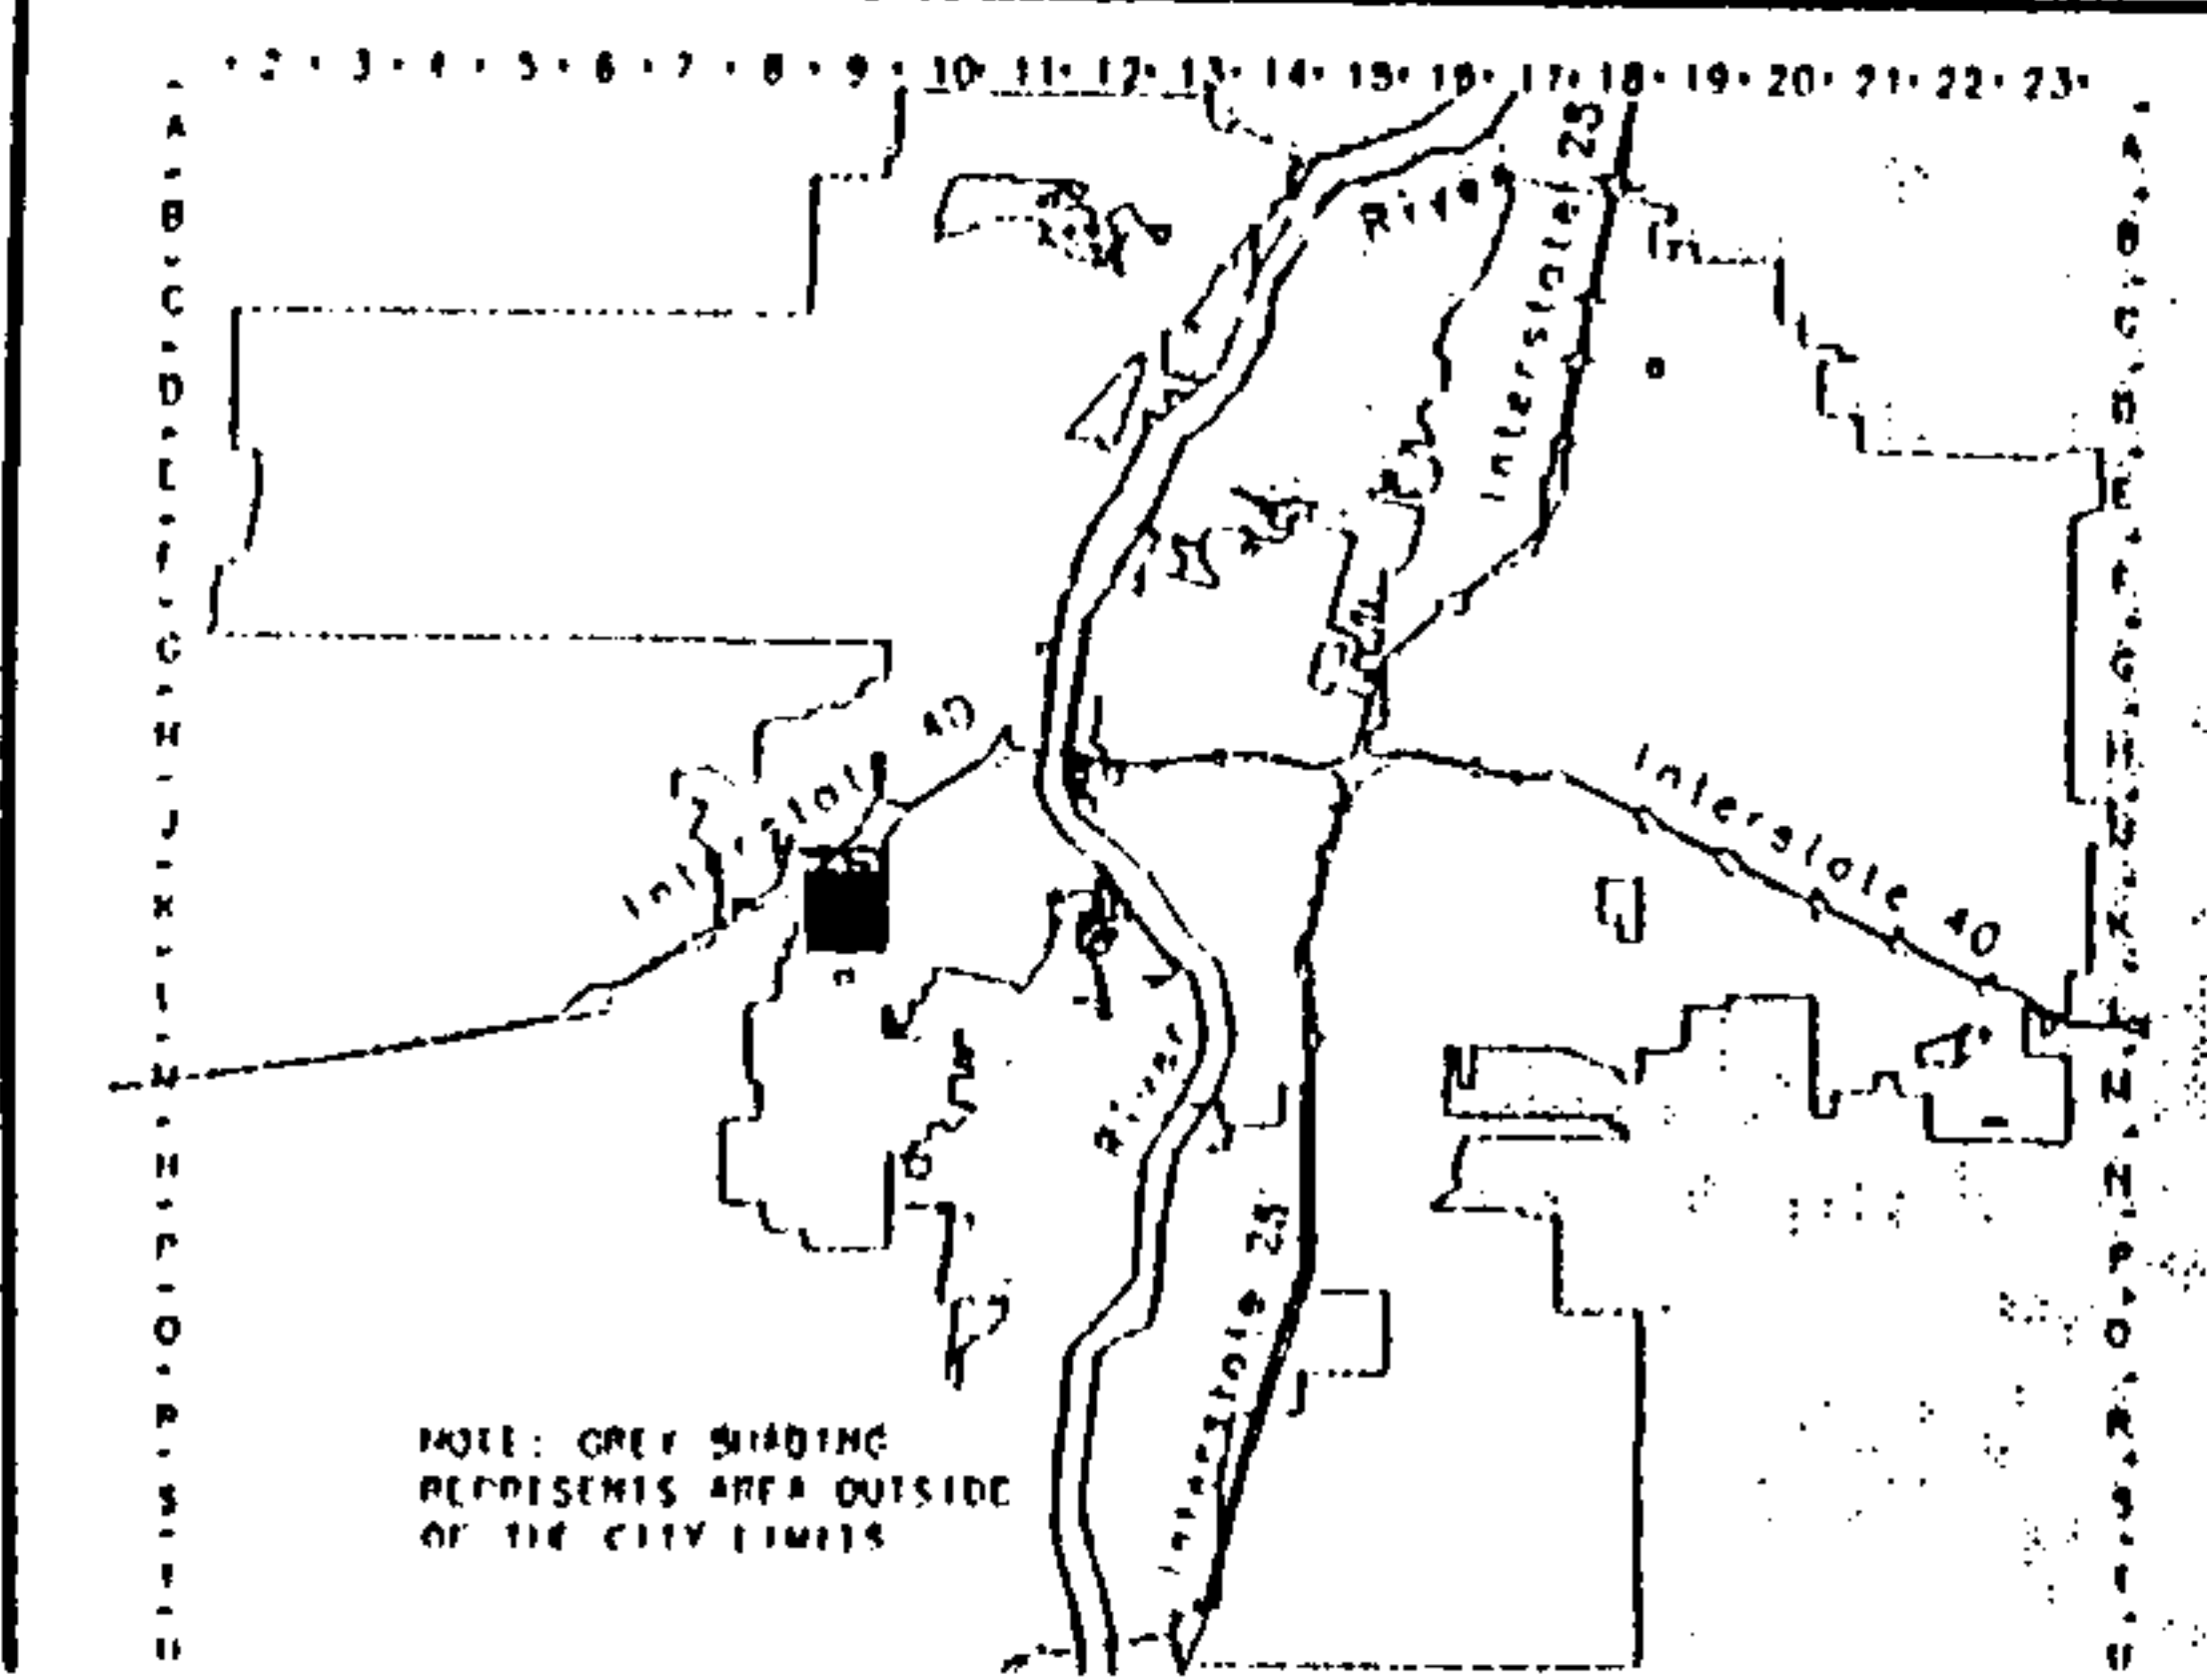 2 · 3 · 4 · 5 · 6 · 7 · 8 · 9 · 10 · 11 · 12 · 13 · 14 · 15 · 16 · 17 · 18 · 19 · 20 · 21 · 22 · 23 ·
A
B
C
D
E
F
G
H
J
K
L
M
N
P
Q
R
S
T
U
River
Interstate 25
Interstate 40
Interstate 40
River
Interstate 25
NOTE: GREY SHADING
REPRESENTS AREA OUTSIDE
OF THE CITY LIMITS
A
B
C
D
E
F
G
H
J
K
L
M
N
P
Q
R
S
T
U